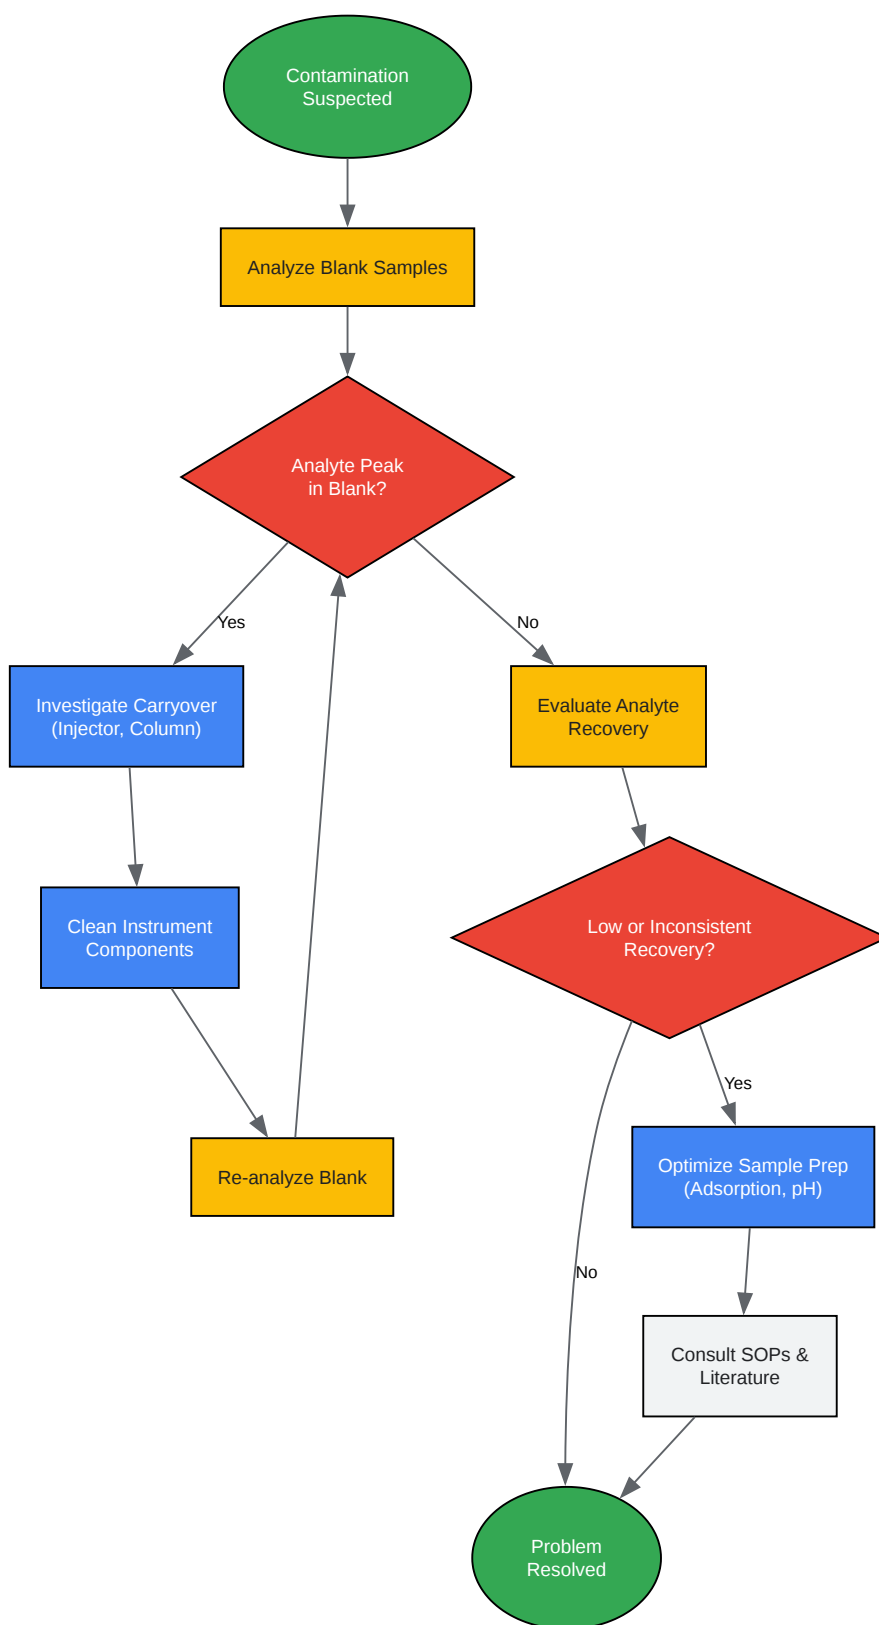 Contamination
Suspected
Analyze Blank Samples
Analyte Peak
in Blank?
Yes
No
Investigate Carryover
(Injector, Column)
Evaluate Analyte
Recovery
Clean Instrument
Components
Low or Inconsistent
Recovery?
Yes
Re-analyze Blank
Optimize Sample Prep
(Adsorption, pH)
No
Consult SOPs &
Literature
Problem
Resolved